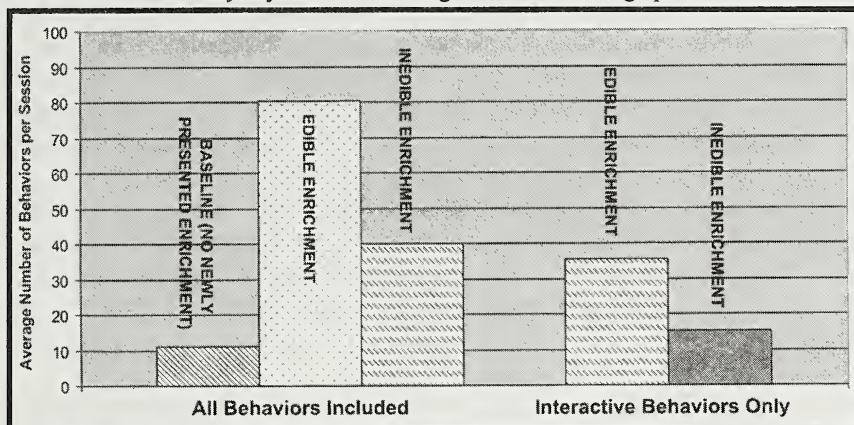 100
90
80
70
60
50
40
30
20
10
0
Average Number of Behaviors per Session
BASELINE (NO NEWLY
PRESENTED ENRICHMENT)
EDIBLE ENRICHMENT
INEDIBLE ENRICHMENT
EDIBLE ENRICHMENT
INEDIBLE ENRICHMENT
All Behaviors Included
Interactive Behaviors Only